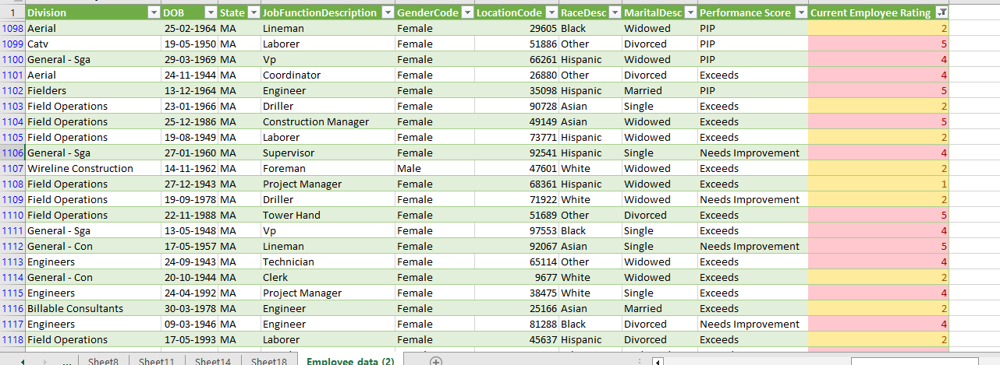 1 Division DOB State JobFunctionDescription GenderCode LocationCode RaceDesc MaritalDesc Performance Score Current Employee Rating
1098 Aerial 25-02-1964 MA Lineman Female 29605 Black Widowed PIP 2
1099 Catv 19-05-1950 MA Laborer Female 51886 Other Divorced PIP 5
1100 General - Sga 29-03-1969 MA Vp Female 66261 Hispanic Widowed PIP 4
1101 Aerial 24-11-1944 MA Coordinator Female 26880 Other Divorced Exceeds 4
1102 Fielders 13-12-1964 MA Engineer Female 35098 Hispanic Married PIP 5
1103 Field Operations 23-01-1966 MA Driller Female 90728 Asian Single Exceeds 2
1104 Field Operations 25-12-1986 MA Construction Manager Female 49149 Asian Widowed Exceeds 5
1105 Field Operations 19-08-1949 MA Laborer Female 73771 Hispanic Widowed Exceeds 2
1106 General - Sga 27-01-1960 MA Supervisor Female 92541 Hispanic Single Needs Improvement 4
1107 Wireline Construction 14-11-1962 MA Foreman Male 47601 White Widowed Exceeds 2
1108 Field Operations 27-12-1943 MA Project Manager Female 68361 Hispanic Widowed Exceeds 1
1109 Field Operations 19-09-1978 MA Driller Female 71922 White Widowed Needs Improvement 2
1110 Field Operations 22-11-1988 MA Tower Hand Female 51689 Other Divorced Exceeds 5
1111 General - Sga 13-05-1948 MA Vp Female 97553 Black Single Exceeds 4
1112 General - Con 17-05-1957 MA Lineman Female 92067 Asian Single Needs Improvement 5
1113 Engineers 24-09-1943 MA Technician Female 65114 Other Widowed Exceeds 4
1114 General - Con 20-10-1944 MA Clerk Female 9677 White Widowed Exceeds 2
1115 Engineers 24-04-1992 MA Project Manager Female 38475 White Single Exceeds 4
1116 Billable Consultants 30-03-1978 MA Engineer Female 25166 Asian Married Exceeds 2
1117 Engineers 09-03-1946 MA Engineer Female 81288 Black Divorced Needs Improvement 4
1118 Field Operations 17-05-1993 MA Laborer Female 45637 Hispanic Divorced Exceeds 2
... Sheet8 Sheet11 Sheet14 Sheet18 Employee data (2)